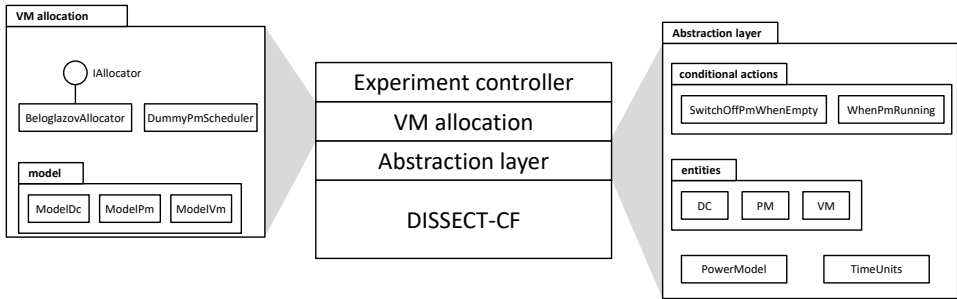 VM allocation
IAllocator
BeloglazovAllocator
DummyPmScheduler
model
ModelDc
ModelPm
ModelVm
Experiment controller
VM allocation
Abstraction layer
DISSECT-CF
Abstraction layer
conditional actions
SwitchOffPmWhenEmpty
WhenPmRunning
entities
DC
PM
VM
PowerModel
TimeUnits